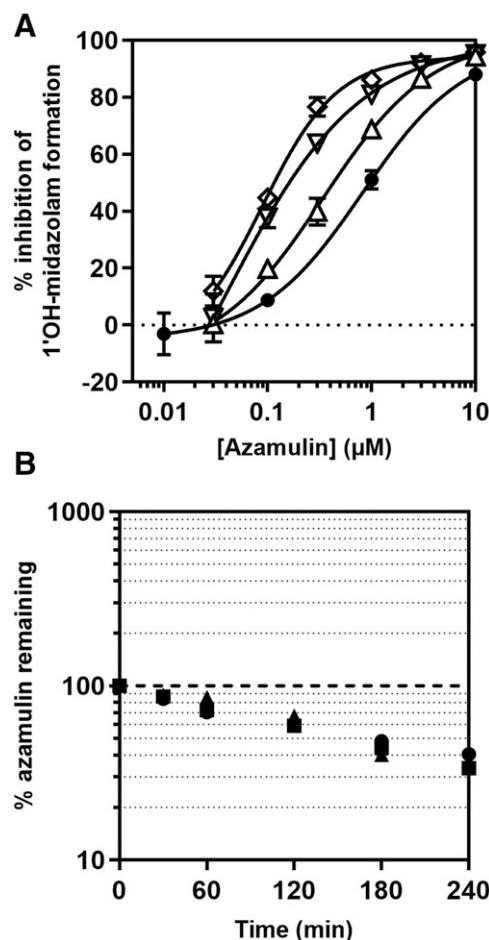 A
% inhibition of
1'OH-midazolam formation
100
80
60
40
20
0
-20
0.01
0.1
1
10
[Azamulin] (μM)
B
% azamulin remaining
1000
100
10
0
60
120
180
240
Time (min)